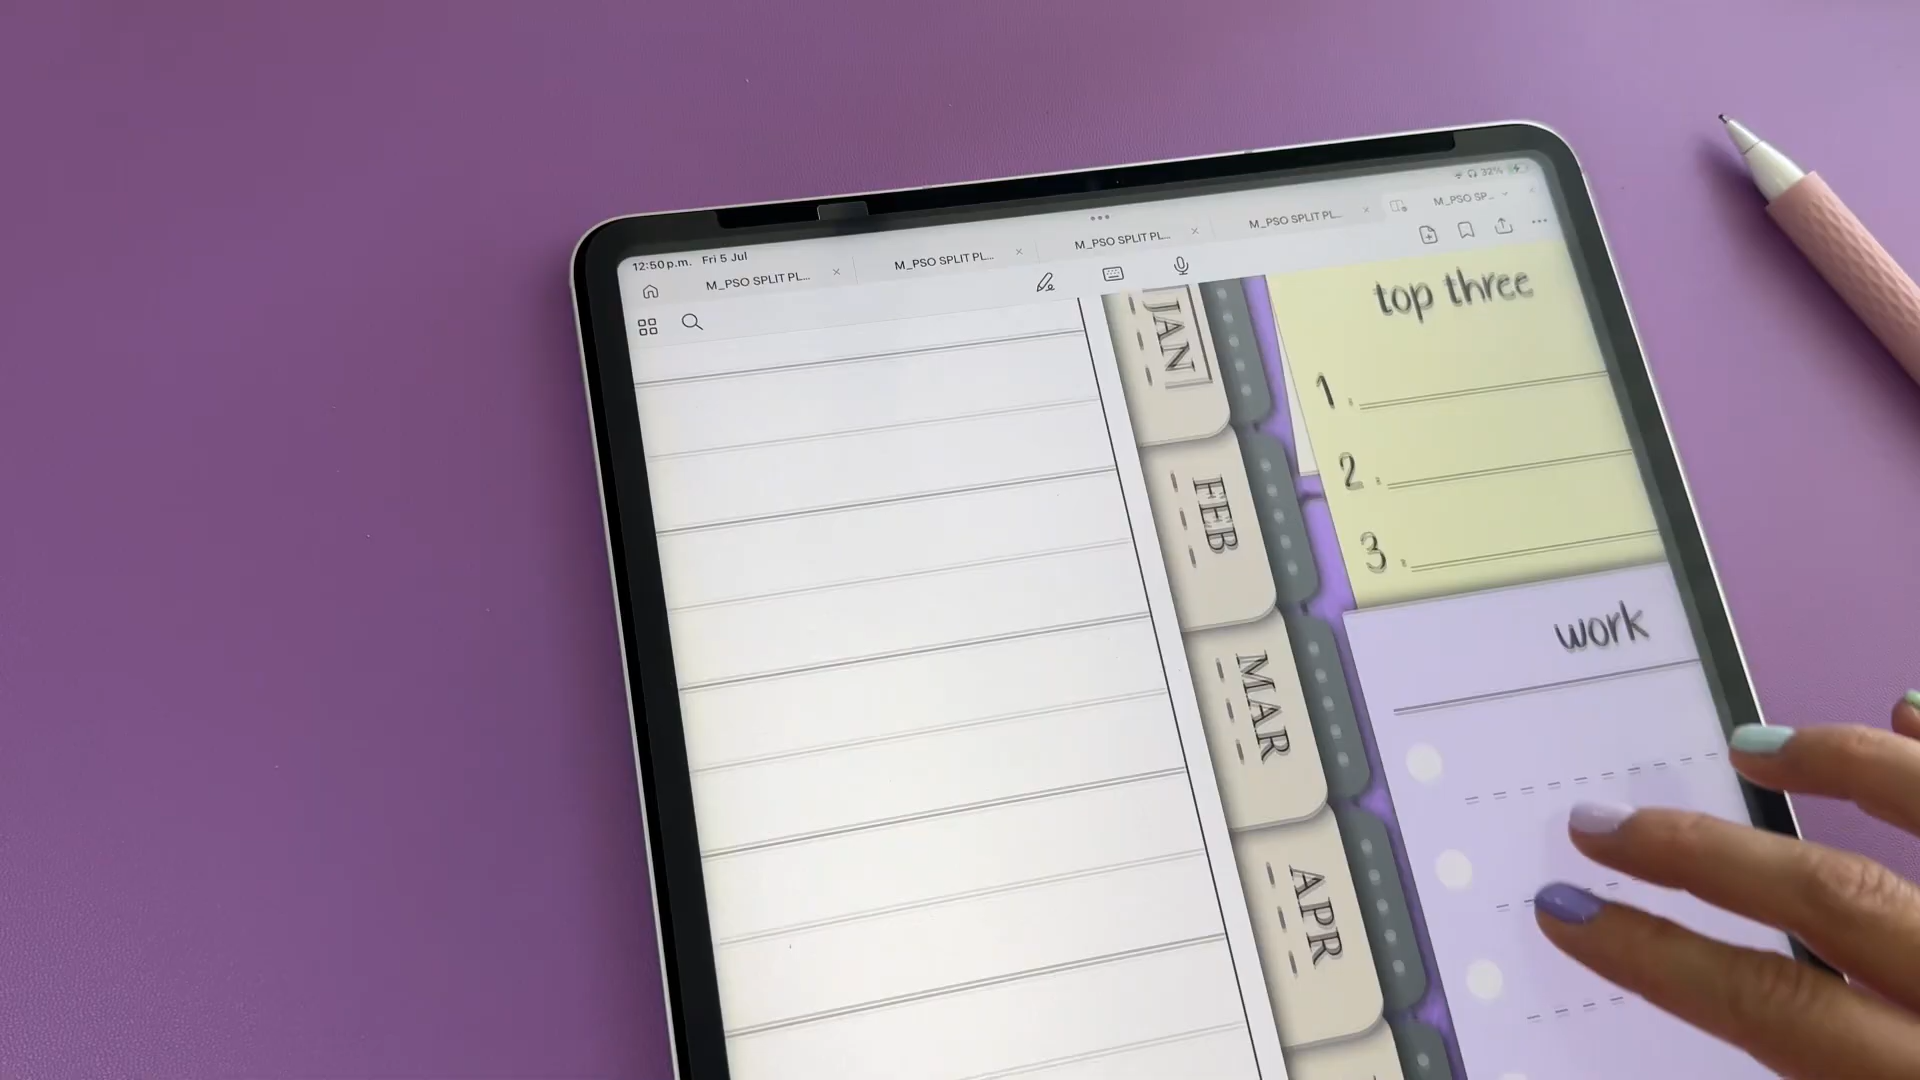 12:50 p.m. Fri 5 Jul
32%
M_PSO SPLIT PL...
M_PSO SPLIT PL...
M_PSO SPLIT PL...
M_PSO SPLIT PL...
M_PSO SP...
JAN
FEB
MAR
APR
top three
1.
2.
3.
work